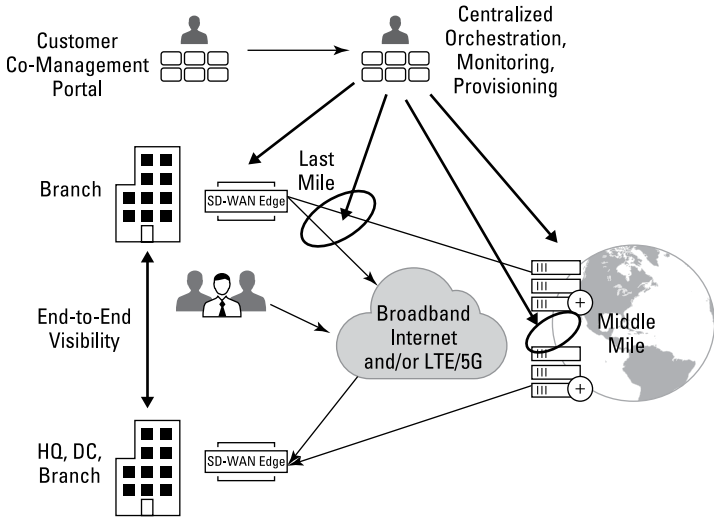 Customer
Co-Management
Portal
Centralized
Orchestration,
Monitoring,
Provisioning
Branch
SD-WAN Edge
Last
Mile
End-to-End
Visibility
Broadband
Internet
and/or LTE/5G
Middle
Mile
HQ, DC,
Branch
SD-WAN Edge